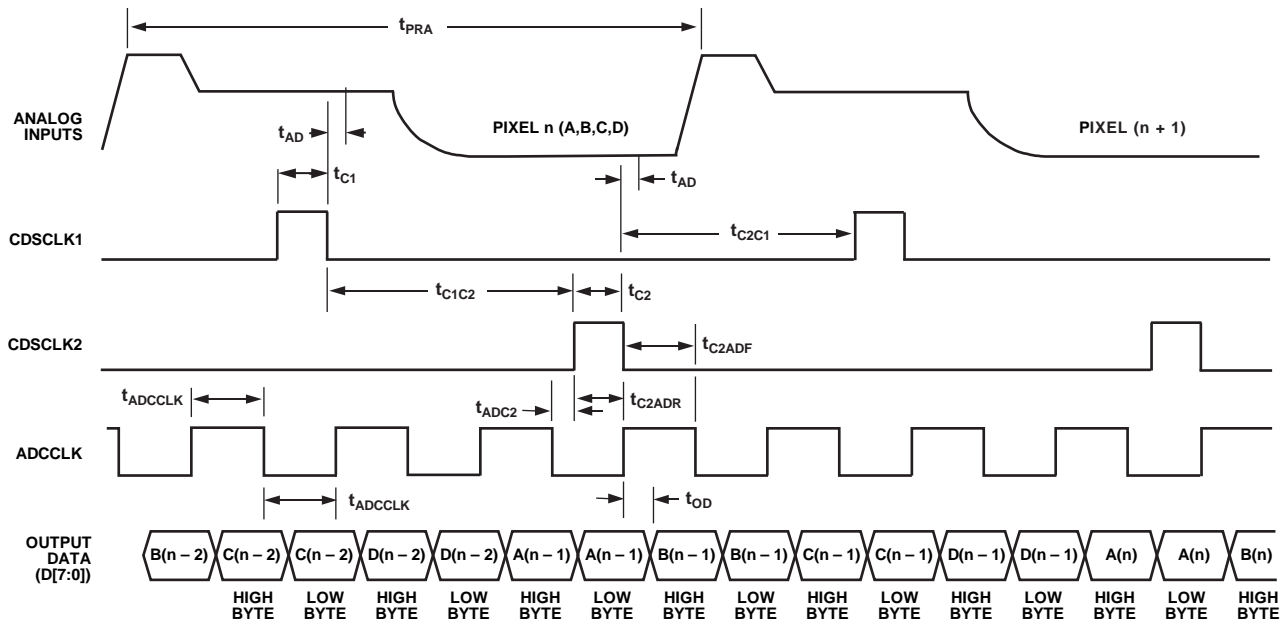 tPRA
ANALOG
INPUTS
tAD
PIXEL n (A,B,C,D)
PIXEL (n + 1)
tC1
tAD
CDSCLK1
tC2C1
tC1C2
tC2
CDSCLK2
tC2ADF
tADCCLK
tADC2
tC2ADR
ADCCLK
tADCCLK
tOD
OUTPUT
DATA
(D[7:0])
B(n – 2) C(n – 2) C(n – 2) D(n – 2) D(n – 2) A(n – 1) A(n – 1) B(n – 1) B(n – 1) C(n – 1) C(n – 1) D(n – 1) D(n – 1) A(n) A(n) B(n)
HIGH LOW HIGH LOW HIGH LOW HIGH LOW HIGH LOW HIGH LOW HIGH LOW HIGH
BYTE BYTE BYTE BYTE BYTE BYTE BYTE BYTE BYTE BYTE BYTE BYTE BYTE BYTE BYTE